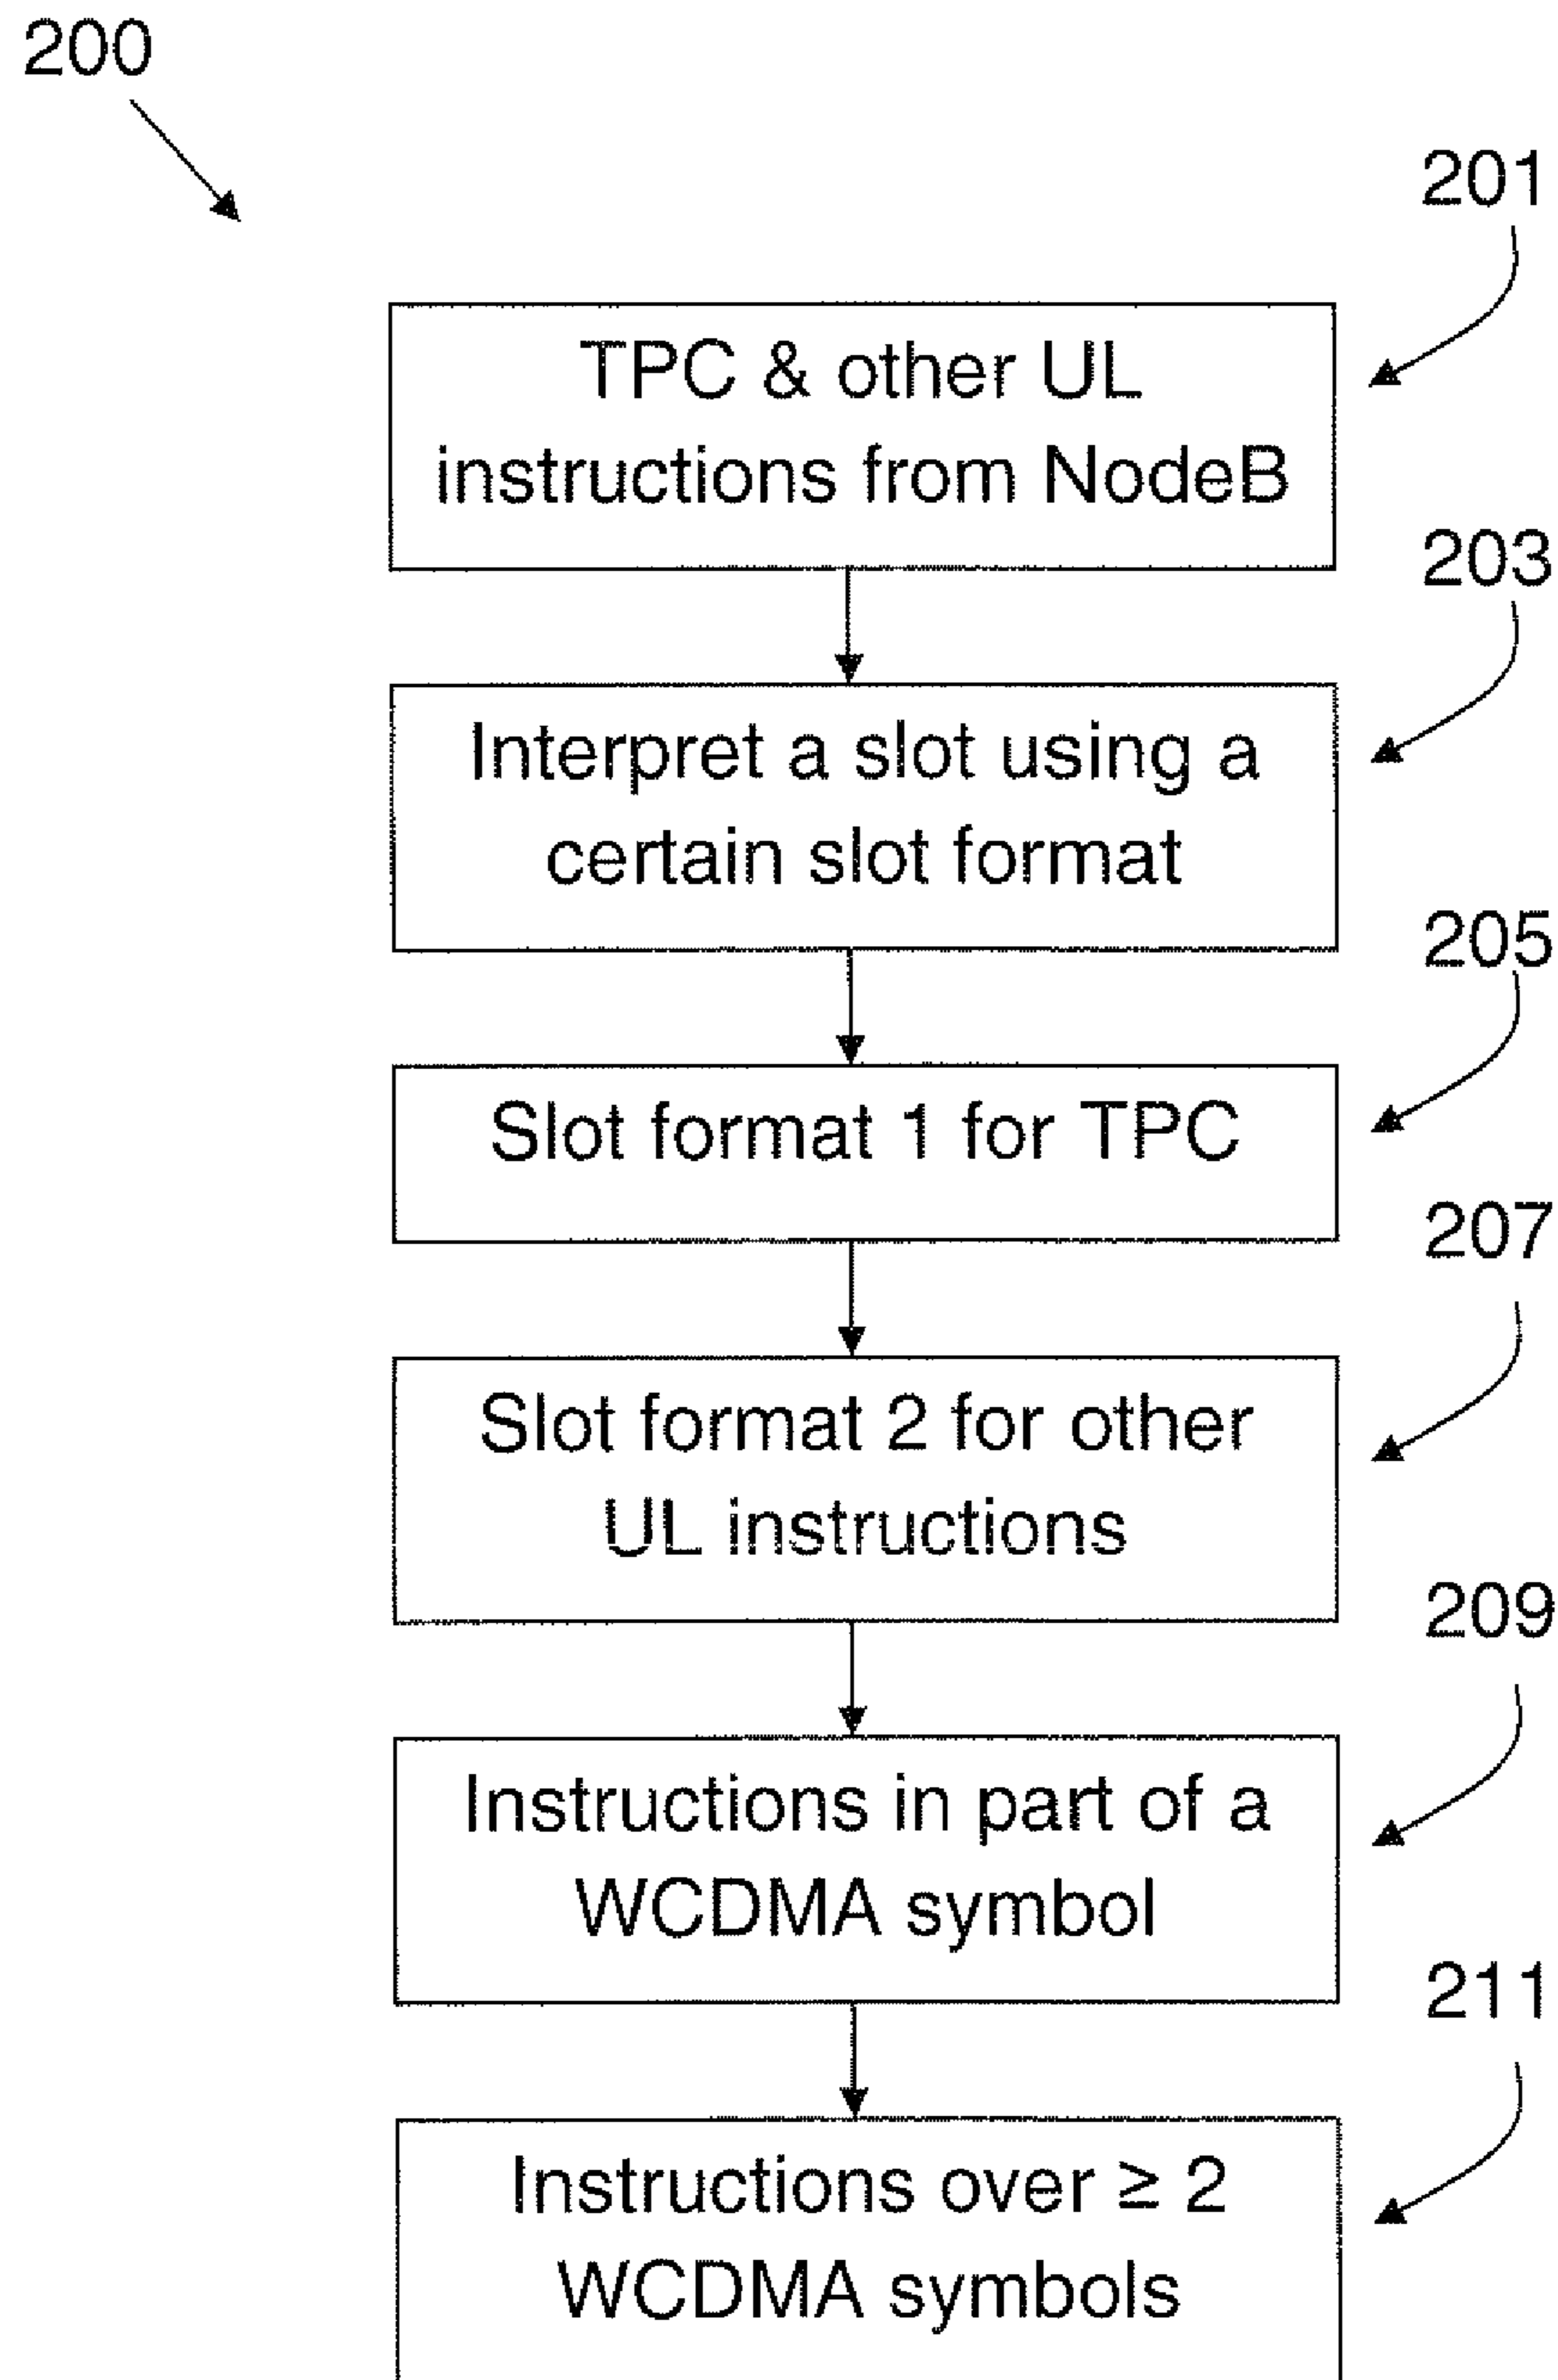 200
201
TPC & other UL
instructions from NodeB
203
Interpret a slot using a
certain slot format
205
Slot format 1 for TPC
207
Slot format 2 for other
UL instructions
209
Instructions in part of a
WCDMA symbol
211
Instructions over ≥ 2
WCDMA symbols